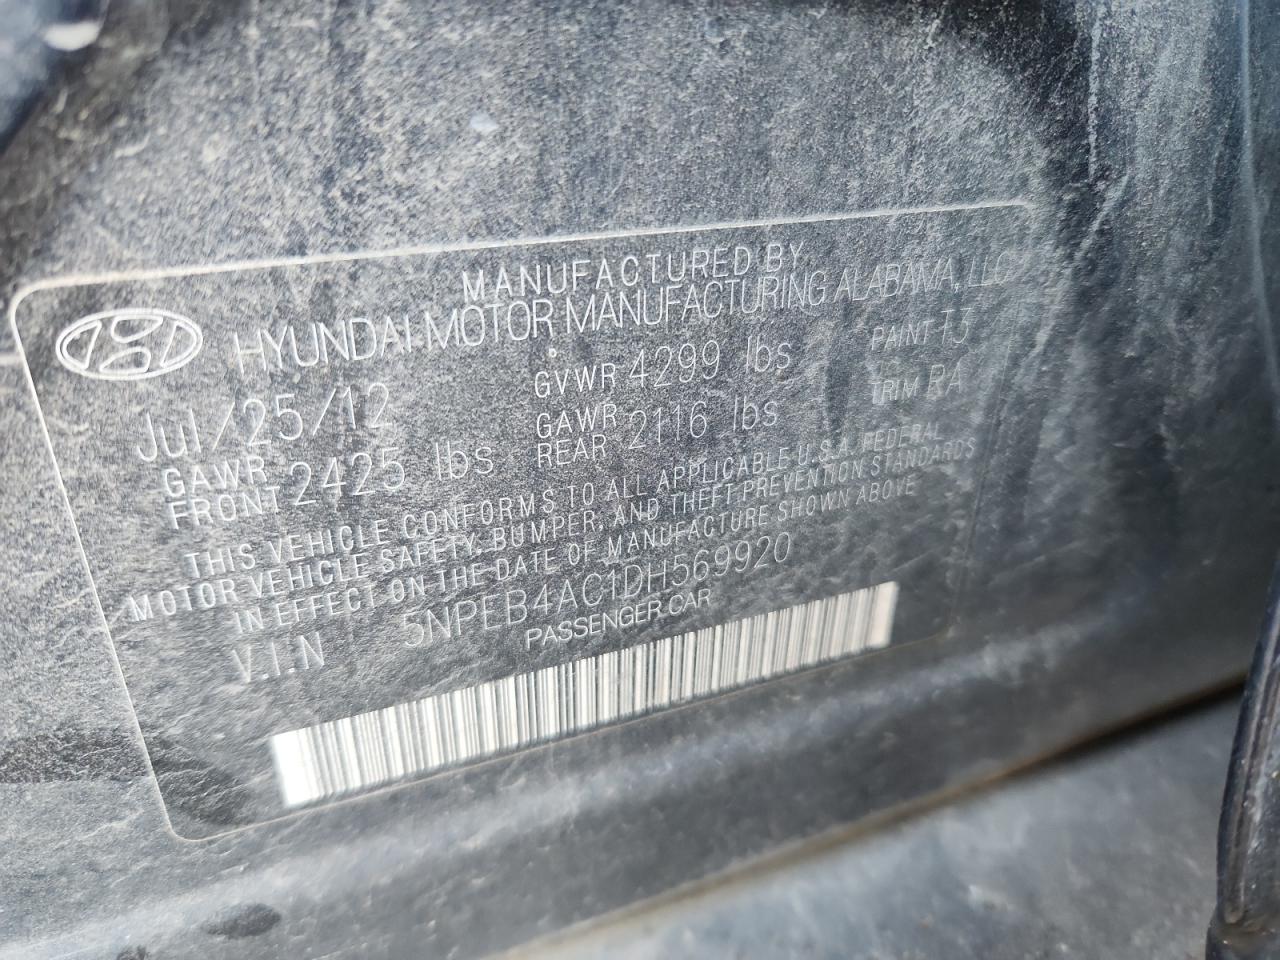 MANUFACTURED BY
HYUNDAI MOTOR MANUFACTURING ALABAMA, LLC
Jul/25/12 GVWR 4299 lbs PAINT T3
GAWR FRONT 2425 lbs GAWR REAR 2116 lbs TRIM RA
THIS VEHICLE CONFORMS TO ALL APPLICABLE U.S.A. FEDERAL
MOTOR VEHICLE SAFETY, BUMPER, AND THEFT PREVENTION STANDARDS
IN EFFECT ON THE DATE OF MANUFACTURE SHOWN ABOVE
V.I.N 5NPEB4AC1DH569920
PASSENGER CAR